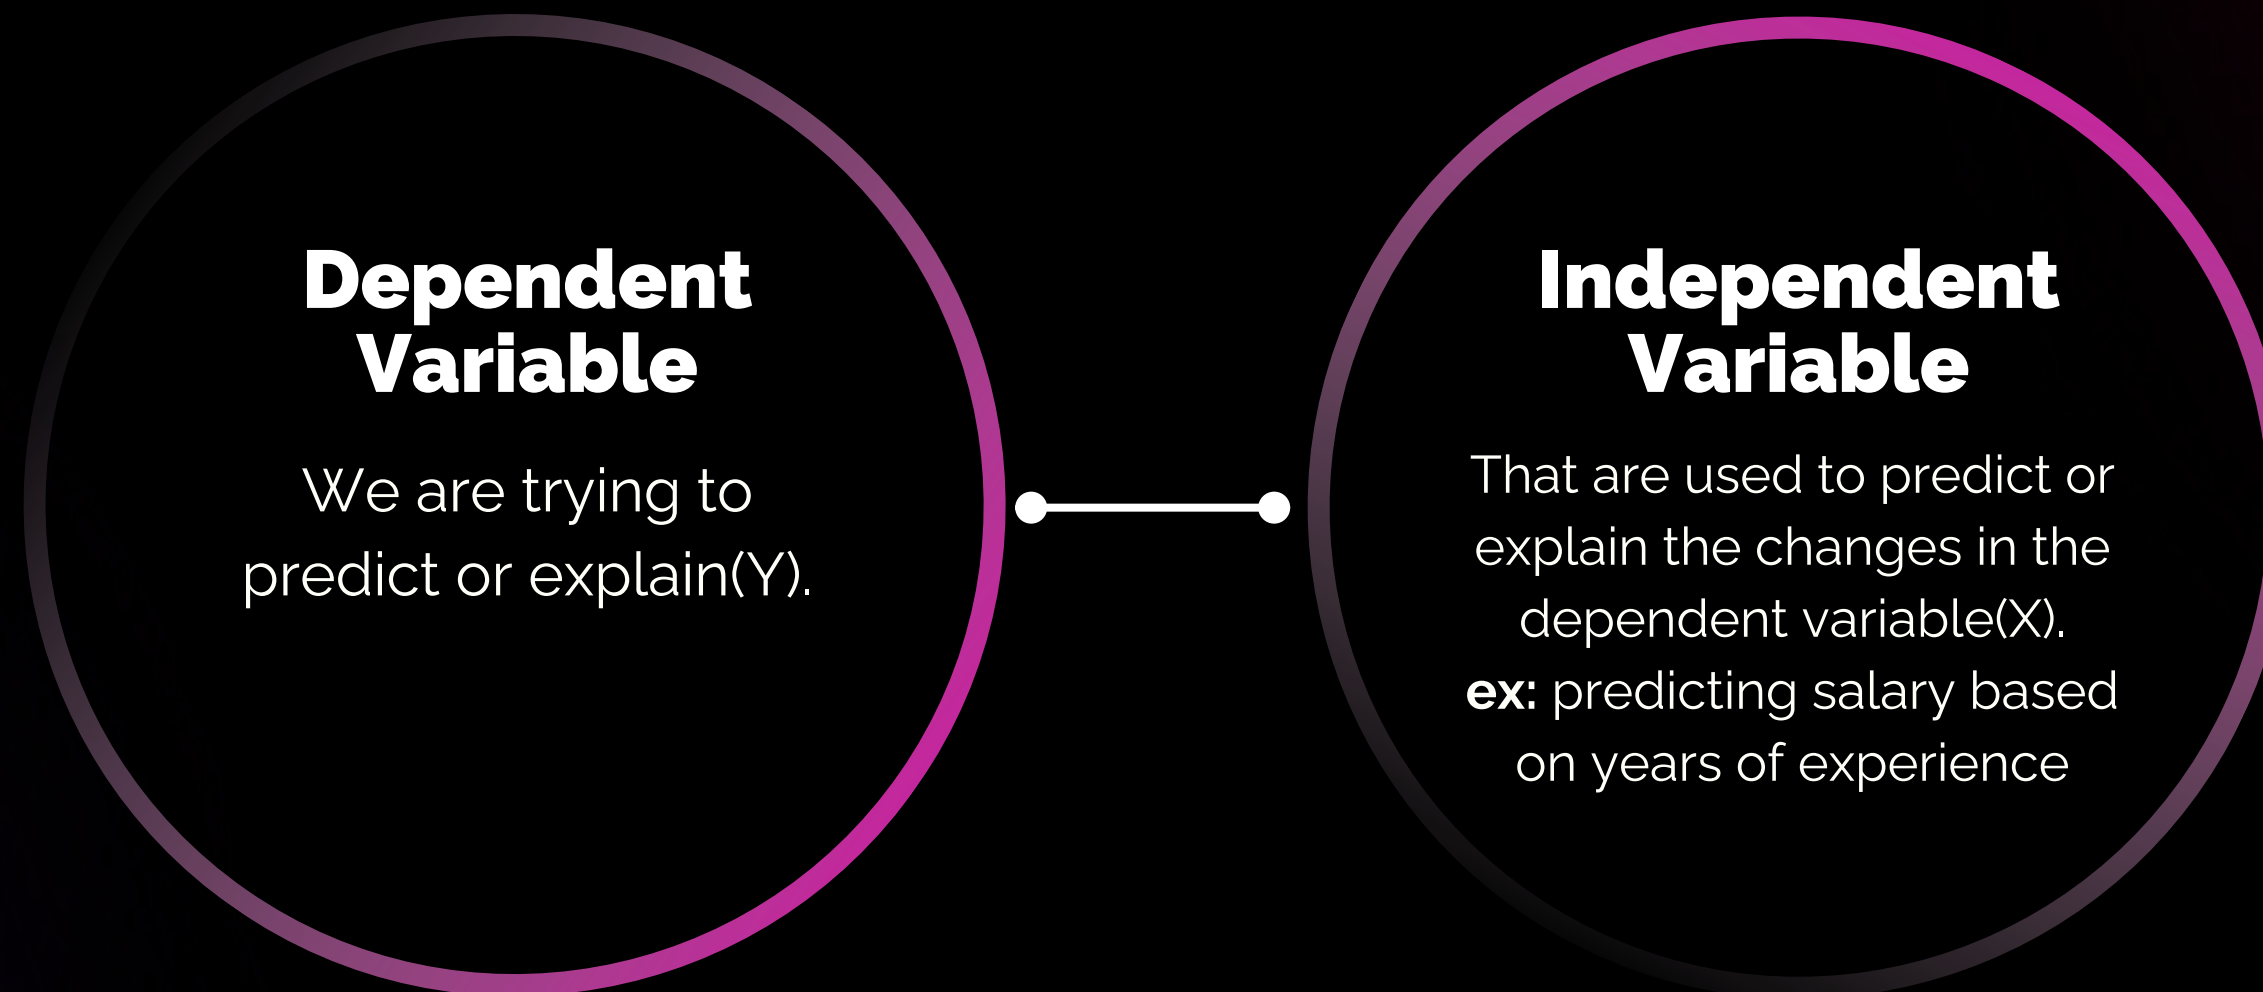 Dependent
Variable
We are trying to
predict or explain(Y).
Independent
Variable
That are used to predict or
explain the changes in the
dependent variable(X).
ex: predicting salary based
on years of experience